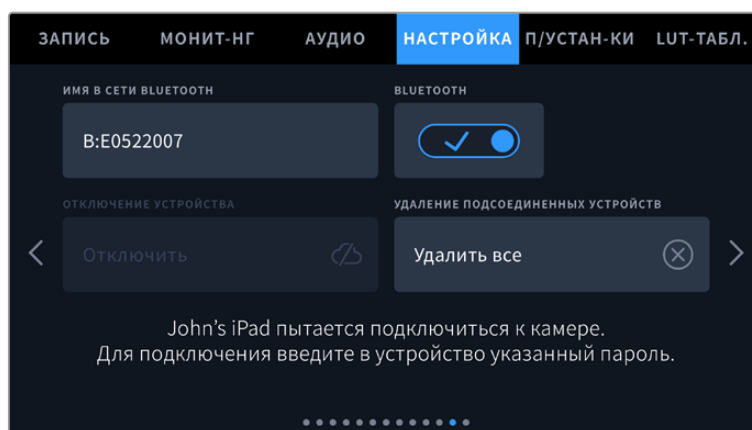 ЗАПИСЬ МОНИТ-НГ АУДИО НАСТРОЙКА П/УСТАН-КИ LUT-ТАБЛ.
ИМЯ В СЕТИ BLUETOOTH BLUETOOTH
B:E0522007
ОТКЛЮЧЕНИЕ УСТРОЙСТВА УДАЛЕНИЕ ПОДСОЕДИНЕННЫХ УСТРОЙСТВ
Отключить Удалить все
John’s iPad пытается подключиться к камере.
Для подключения введите в устройство указанный пароль.